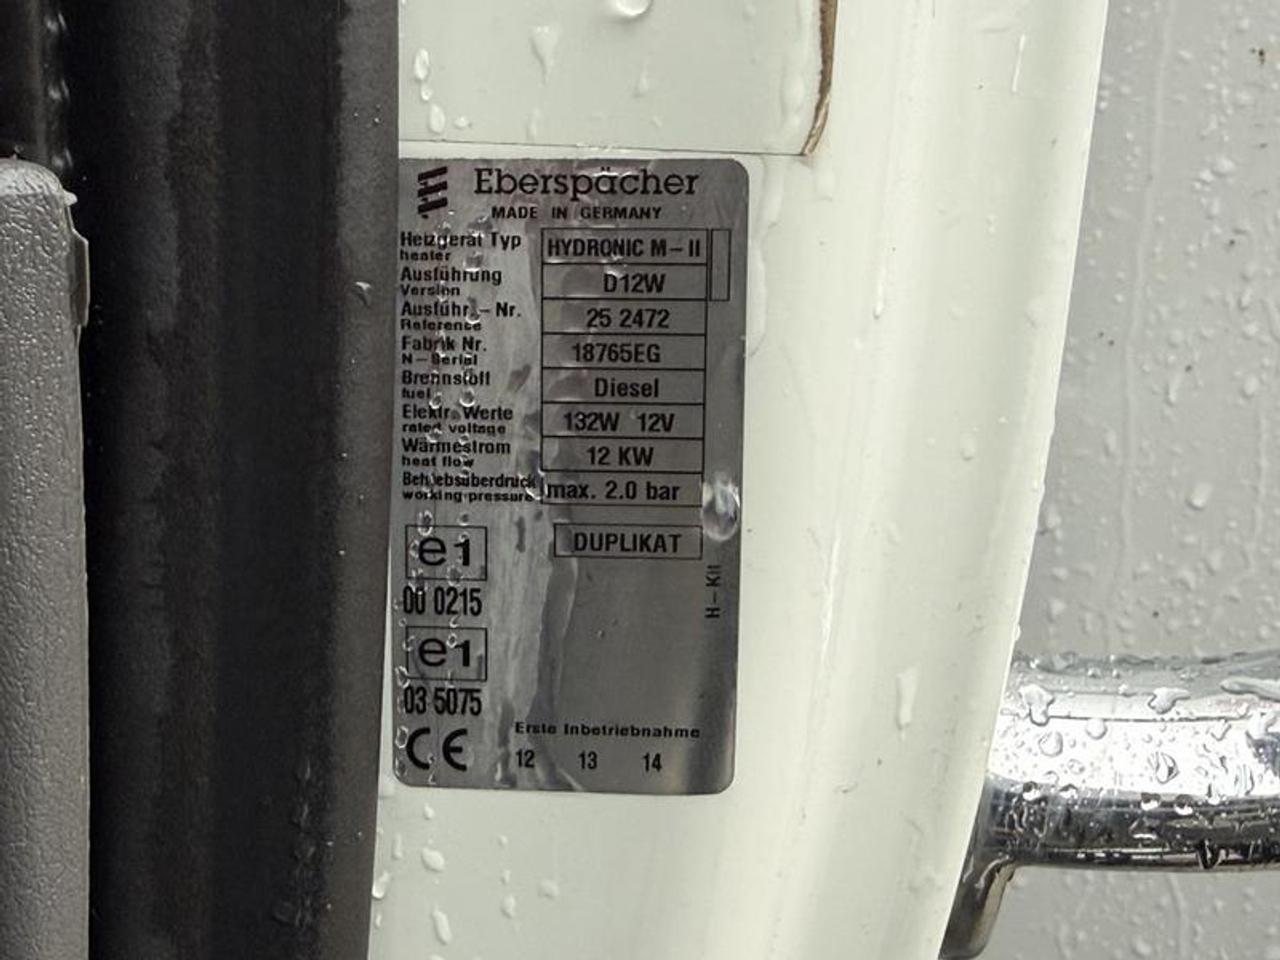 Eberspächer
MADE IN GERMANY
Heizgerät Typ HYDRONIC M-II
heater
Ausführung D12W
Version
Ausführ.-Nr. 25 2472
Reference
Fabrik Nr. 18765EG
N-Serial
Brennstoff Diesel
fuel
Elektr. Werte 132W 12V
rated voltage
Wärmestrom 12 KW
heat flow
Betriebsüberdruck max. 2.0 bar
working pressure
e1 DUPLIKAT
00 0215
H-Kit
e1
03 5075
Erste Inbetriebnahme
CE 12 13 14